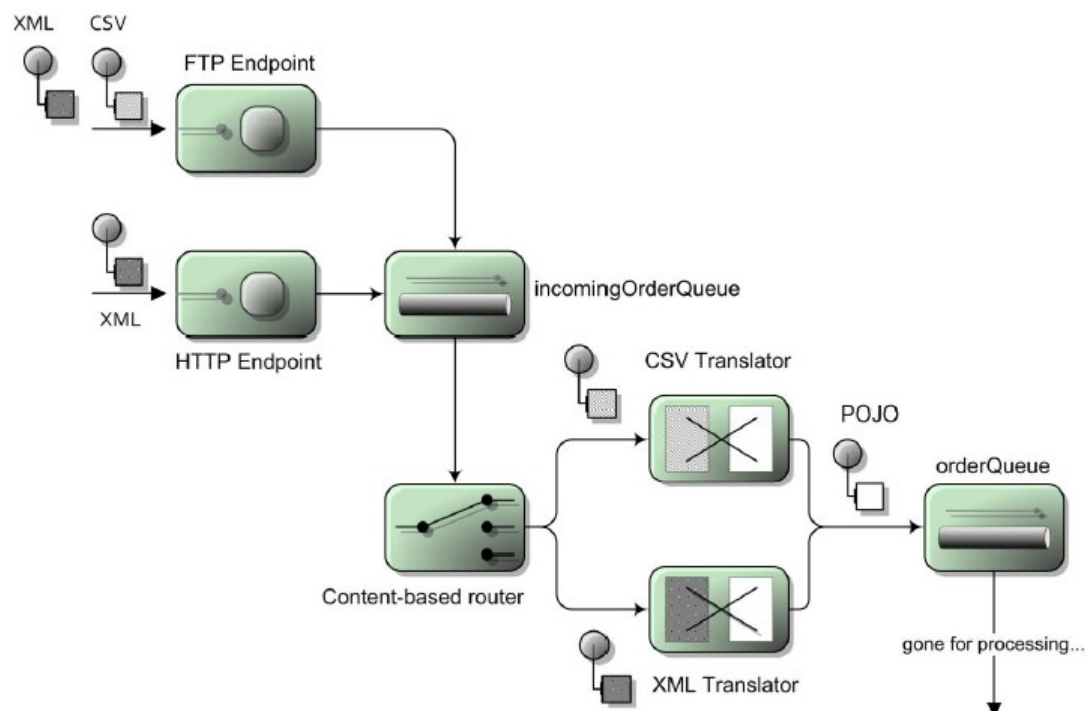 XML
CSV
FTP Endpoint
XML
HTTP Endpoint
incomingOrderQueue
CSV Translator
POJO
orderQueue
Content-based router
XML Translator
gone for processing...